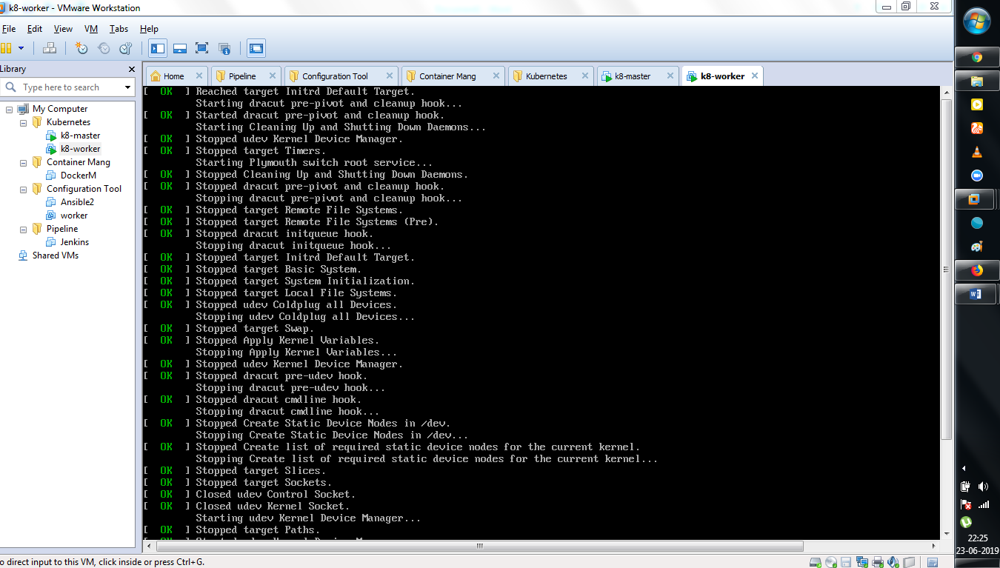 k8-worker - VMware Workstation
File Edit View VM Tabs Help
Library
Type here to search
My Computer
Kubernetes
k8-master
k8-worker
Container Mang
DockerM
Configuration Tool
Ansible2
worker
Pipeline
Jenkins
Shared VMs
Home Pipeline Configuration Tool Container Mang Kubernetes k8-master k8-worker
[ OK ] Reached target Initrd Default Target.
Starting dracut pre-pivot and cleanup hook...
[ OK ] Started dracut pre-pivot and cleanup hook.
Starting Cleaning Up and Shutting Down Daemons...
[ OK ] Stopped udev Kernel Device Manager.
[ OK ] Stopped target Timers.
Starting Plymouth switch root service...
[ OK ] Stopped Cleaning Up and Shutting Down Daemons.
[ OK ] Stopped dracut pre-pivot and cleanup hook.
Stopping dracut pre-pivot and cleanup hook...
[ OK ] Stopped target Remote File Systems.
[ OK ] Stopped target Remote File Systems (Pre).
[ OK ] Stopped dracut initqueue hook.
Stopping dracut initqueue hook...
[ OK ] Stopped target Initrd Default Target.
[ OK ] Stopped target Basic System.
[ OK ] Stopped target System Initialization.
[ OK ] Stopped target Local File Systems.
[ OK ] Stopped udev Coldplug all Devices.
Stopping udev Coldplug all Devices...
[ OK ] Stopped target Swap.
[ OK ] Stopped Apply Kernel Variables.
Stopping Apply Kernel Variables...
[ OK ] Stopped udev Kernel Device Manager.
[ OK ] Stopped dracut pre-udev hook.
Stopping dracut pre-udev hook...
[ OK ] Stopped dracut cmdline hook.
Stopping dracut cmdline hook...
[ OK ] Stopped Create Static Device Nodes in /dev.
Stopping Create Static Device Nodes in /dev...
[ OK ] Stopped Create list of required static device nodes for the current kernel.
Stopping Create list of required static device nodes for the current kernel...
[ OK ] Stopped target Slices.
[ OK ] Stopped target Sockets.
[ OK ] Closed udev Control Socket.
[ OK ] Closed udev Kernel Socket.
Starting udev Kernel Device Manager...
[ OK ] Stopped target Paths.
o direct input to this VM, click inside or press Ctrl+G.
22:25
23-06-2019